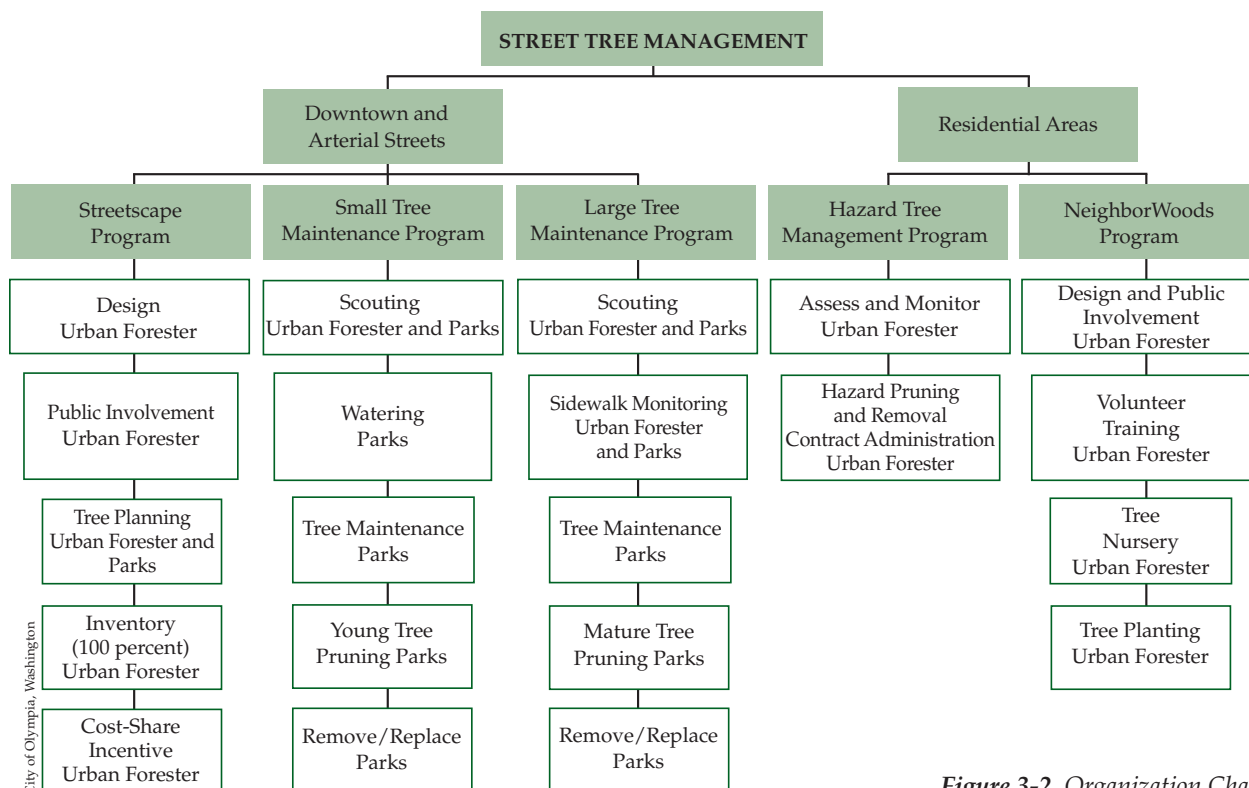 STREET TREE MANAGEMENT
Downtown and
Arterial Streets
Residential Areas
Streetscape
Program
Small Tree
Maintenance Program
Large Tree
Maintenance Program
Hazard Tree
Management Program
NeighborWoods
Program
Design
Urban Forester
Public Involvement
Urban Forester
Tree Planning
Urban Forester and
Parks
Inventory
(100 percent)
Urban Forester
Cost-Share
Incentive
Urban Forester
Scouting
Urban Forester and Parks
Watering
Parks
Tree Maintenance
Parks
Young Tree
Pruning Parks
Remove/Replace
Parks
Scouting
Urban Forester and Parks
Sidewalk Monitoring
Urban Forester
and Parks
Tree Maintenance
Parks
Mature Tree
Pruning Parks
Remove/Replace
Parks
Assess and Monitor
Urban Forester
Hazard Pruning
and Removal
Contract Administration
Urban Forester
Design and Public
Involvement
Urban Forester
Volunteer
Training
Urban Forester
Tree
Nursery
Urban Forester
Tree Planting
Urban Forester
City of Olympia, Washington
Figure 3-2. Organization Cha